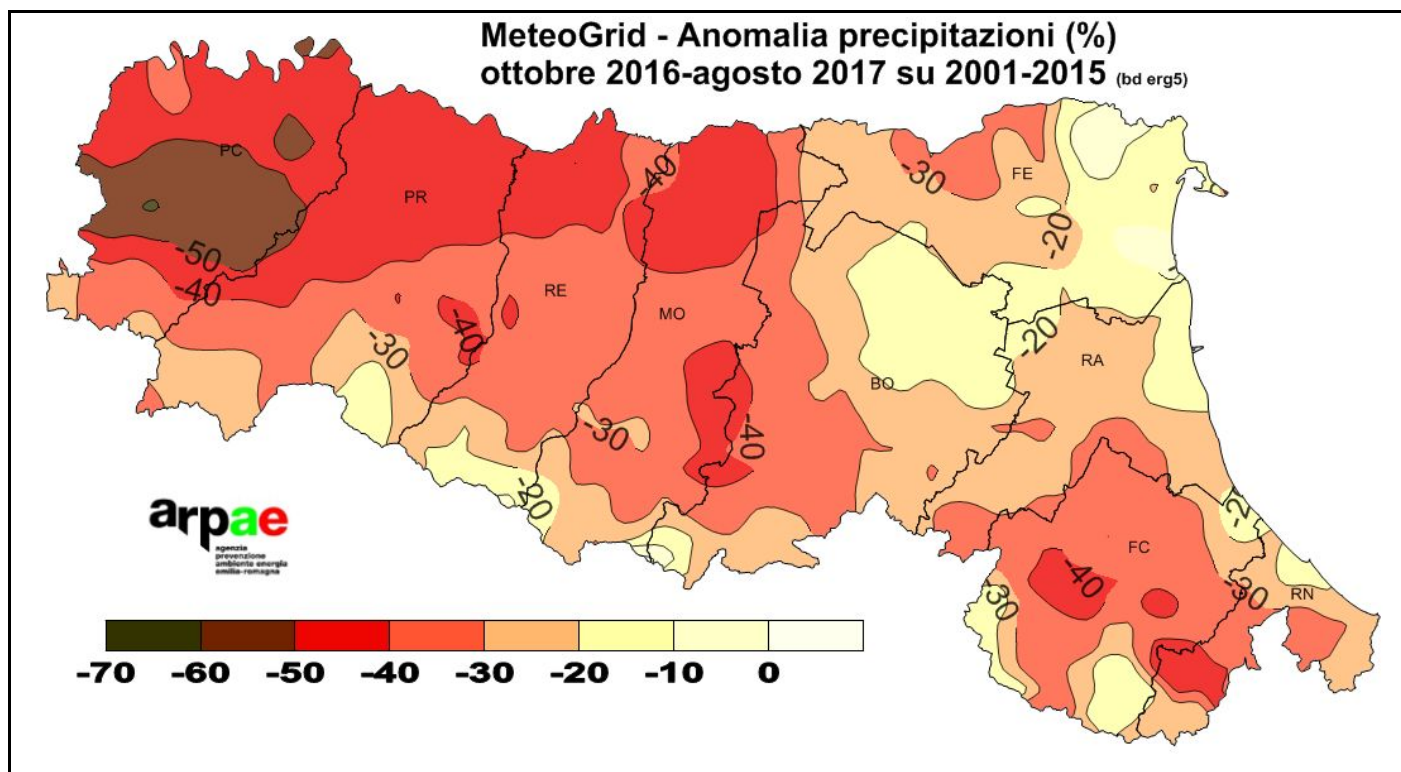 MeteoGrid - Anomalia precipitazioni (%)
ottobre 2016-agosto 2017 su 2001-2015 (bd erg5)
PC
-40
FE
-30
PR
-20
-50
-40
RE
MO
-40
-30
-20
RA
BO
-30
-40
-20
-20
FC
-40
-30
-30
RN
arpae
agenzia
prevenzione
ambiente energia
emilia-romagna
-70 -60 -50 -40 -30 -20 -10 0